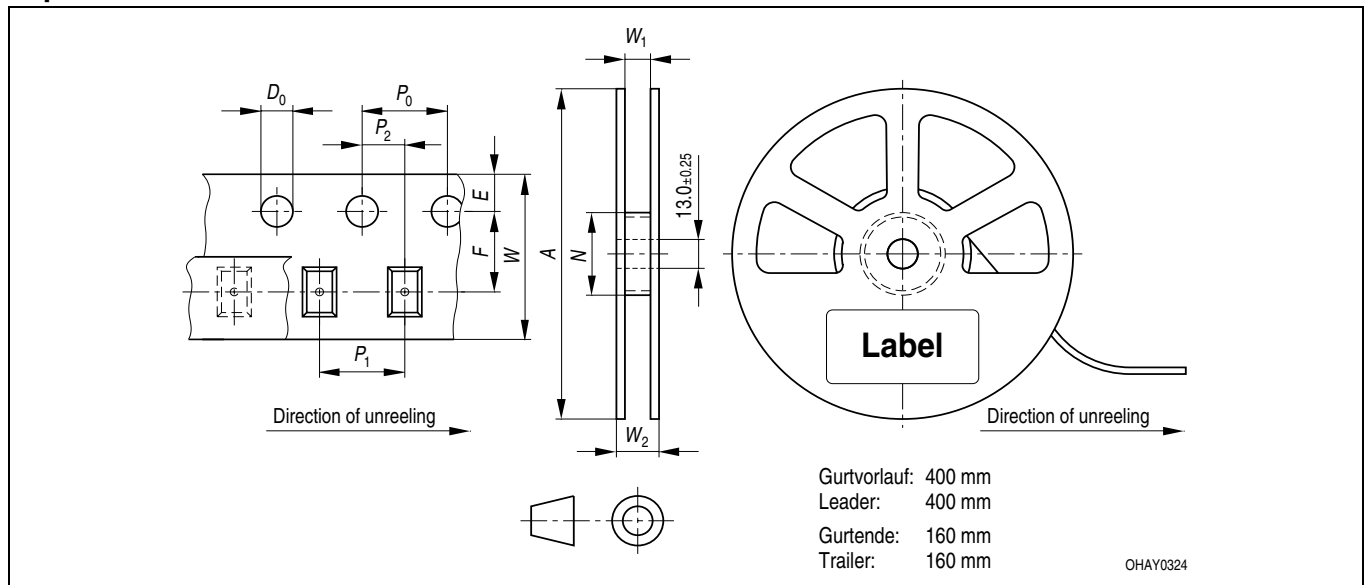 W₁
D₀
P₀
P₂
E
F
W
A
N
13.0±0.25
P₁
Label
Direction of unreeling
W₂
Direction of unreeling
Gurtvorlauf: 400 mm
Leader: 400 mm
Gurtende: 160 mm
Trailer: 160 mm
OHAY0324